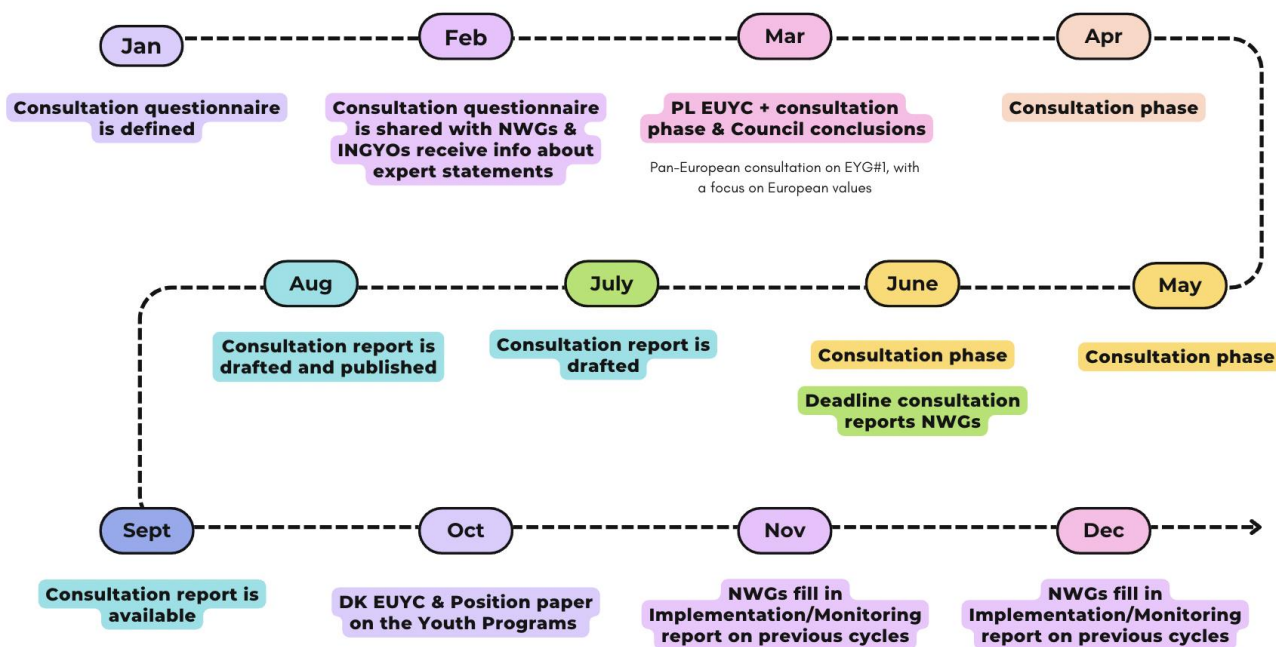 Jan
Feb
Mar
Apr
Consultation questionnaire
is defined
Consultation questionnaire
is shared with NWGs &
INGYOs receive info about
expert statements
PL EUYC + consultation
phase & Council conclusions
Pan-European consultation on EYG#1, with
a focus on European values
Consultation phase
May
Consultation phase
June
Consultation phase
Deadline consultation
reports NWGs
July
Consultation report is
drafted
Aug
Consultation report is
drafted and published
Sept
Consultation report is
available
Oct
DK EUYC & Position paper
on the Youth Programs
Nov
NWGs fill in
Implementation/Monitoring
report on previous cycles
Dec
NWGs fill in
Implementation/Monitoring
report on previous cycles